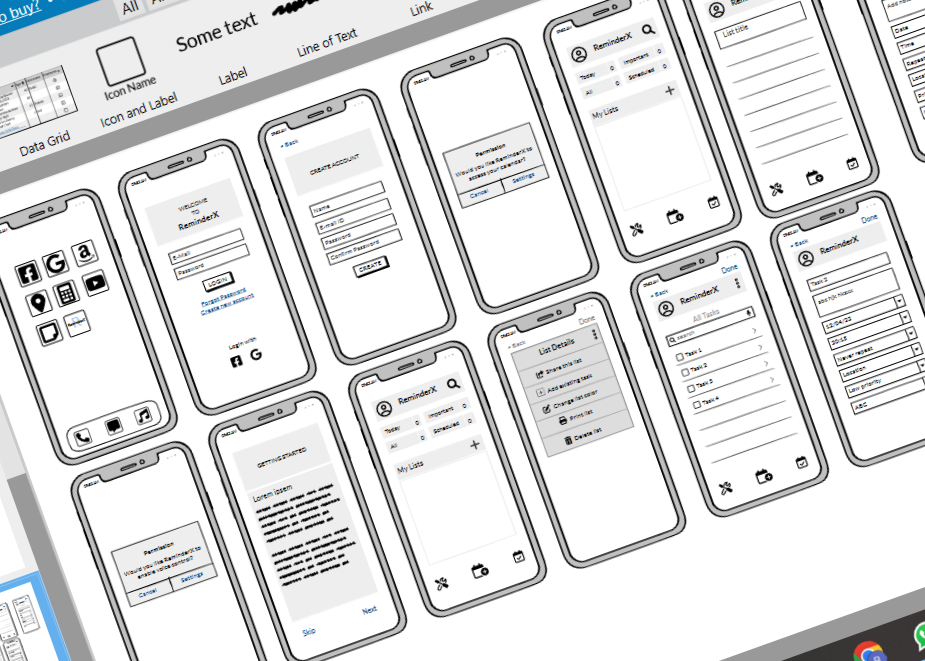 o buy?
All
Some text
Icon Name
Data Grid
Icon and Label
Label
Line of Text
Link
WELCOME
TO
ReminderX
E-Mail
Password
LOGIN
Forgot Password
Create new account
Login with
< Back
CREATE ACCOUNT
Name
E-mail ID
Password
Confirm Password
CREATE
Permission
Would you like ReminderX to
access your calendar?
Cancel
Settings
ReminderX
Today
0
Important
0
All
0
Scheduled
0
My Lists
List title
Add note
Date
Time
Repeat
Permission
Would you like ReminderX to
enable voice control?
Cancel
Settings
GETTING STARTED
Lorem Ipsem
Skip
Next
ReminderX
Today
0
Important
0
All
0
Scheduled
0
My Lists
< Back
Done
List Details
Share this list
Add existing task
Change list color
Print list
Delete list
< Back
Done
ReminderX
All Tasks
search
Task 1
Task 2
Task 3
Task 4
< Back
Done
ReminderX
Task 2
12/04/22
20:15
Never repeat
Location
Low priority
ABC